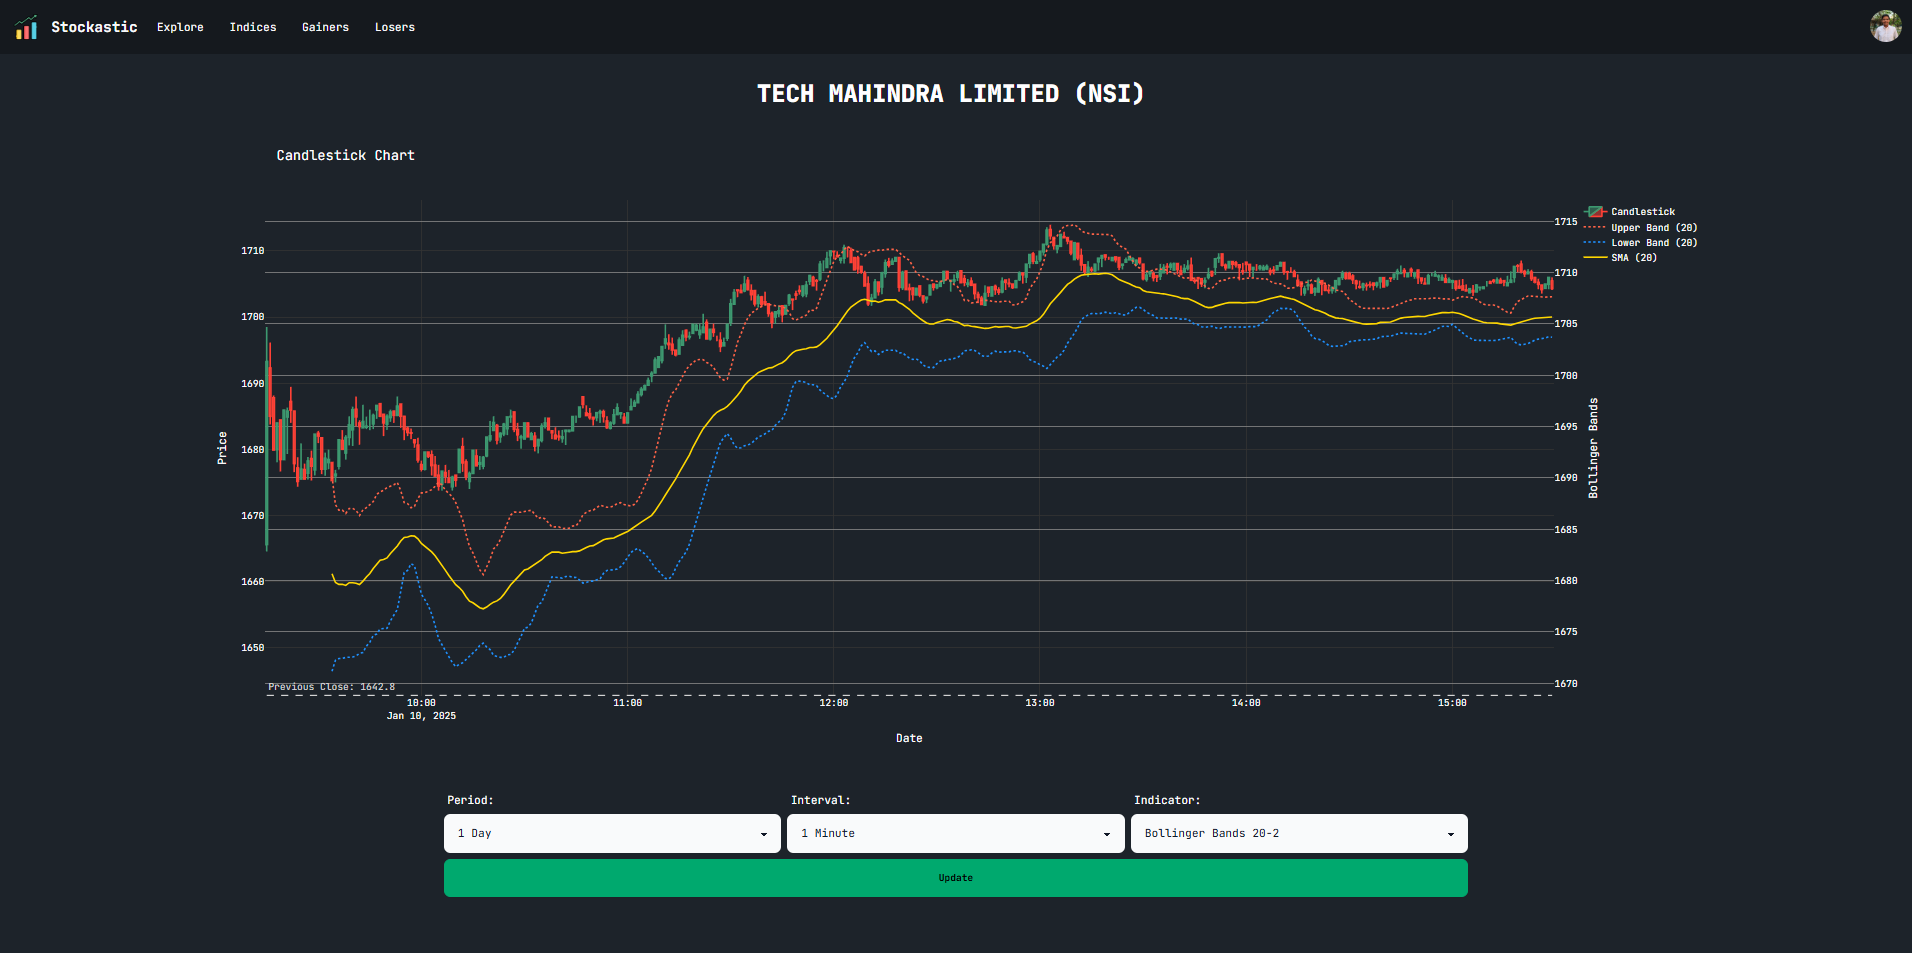 Stockastic Explore Indices Gainers Losers
TECH MAHINDRA LIMITED (NSI)
Candlestick Chart
Candlestick
Upper Band (20)
Lower Band (20)
SMA (20)
Price
1710
1700
1690
1680
1670
1660
1650
1715
1710
1705
1700
1695
1690
1685
1680
1675
1670
Bollinger Bands
Previous Close: 1642.8
10:00 11:00 12:00 13:00 14:00 15:00
Jan 10, 2025
Date
Period: Interval: Indicator:
1 Day 1 Minute Bollinger Bands 20-2
Update